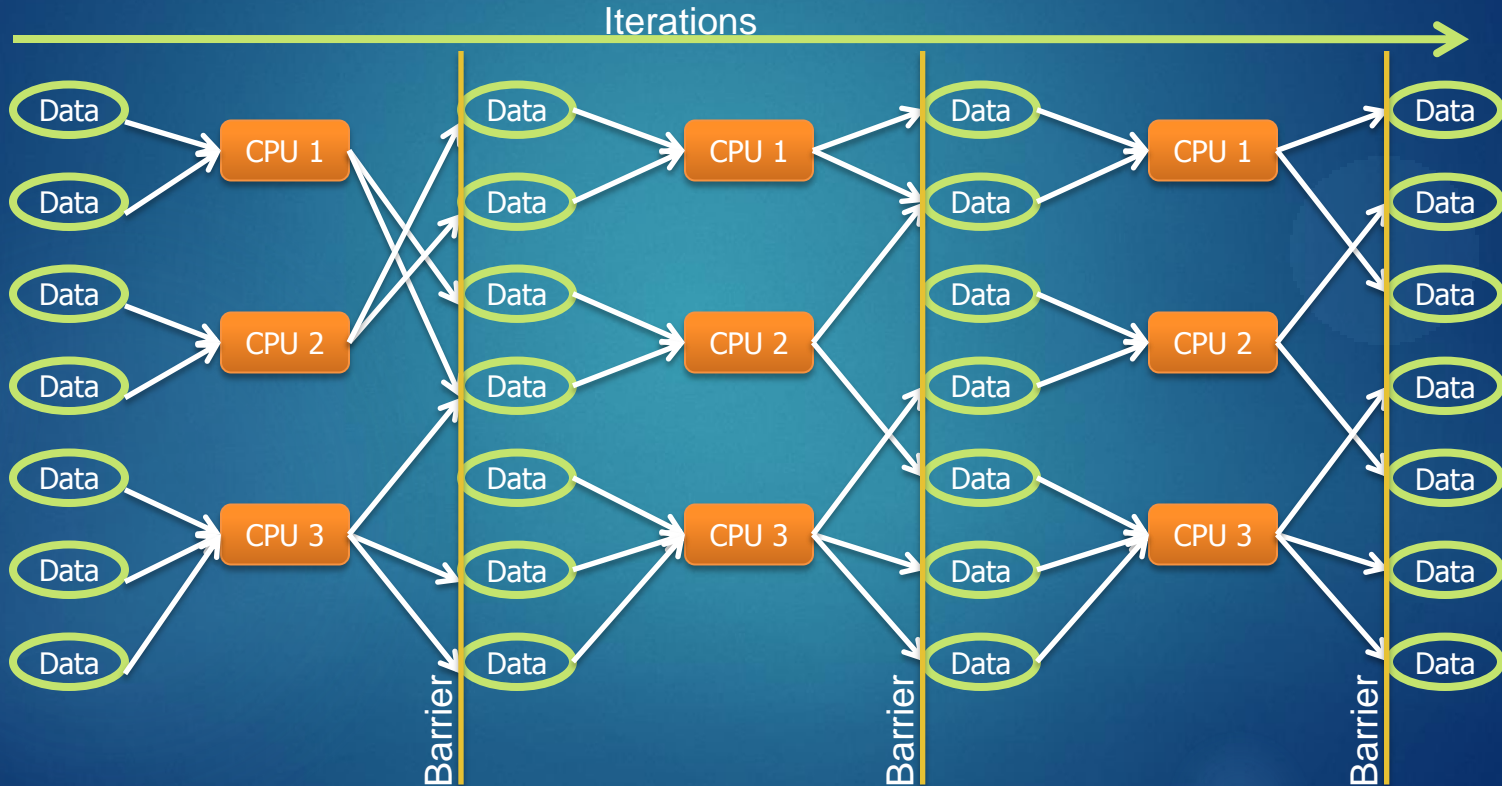 Iterations
Data Data Data Data
CPU 1 CPU 1 CPU 1
Data Data Data Data
Data Data Data Data
CPU 2 CPU 2 CPU 2
Data Data Data Data
Data Data Data Data
CPU 3 CPU 3 CPU 3
Data Data Data Data
Data Data Data Data
Barrier Barrier Barrier